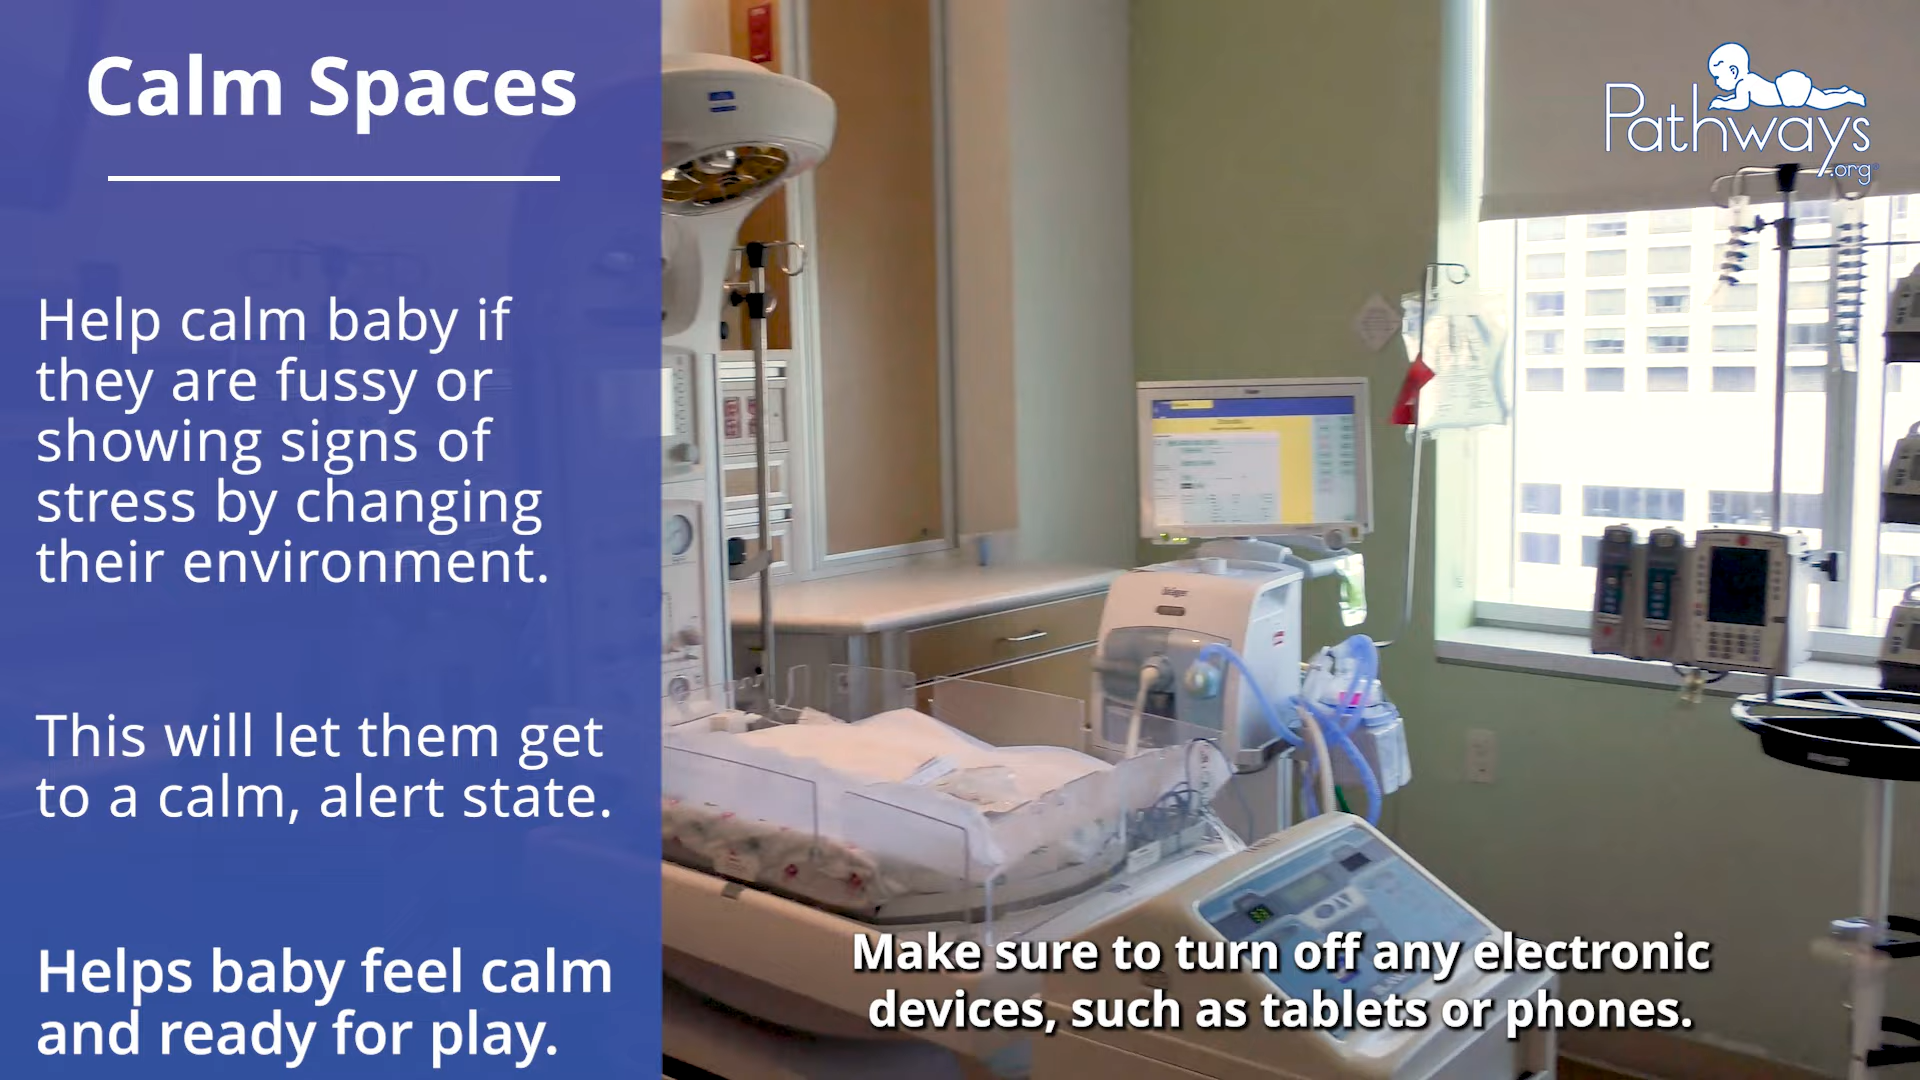 Calm Spaces
Help calm baby if
they are fussy or
showing signs of
stress by changing
their environment.
This will let them get
to a calm, alert state.
Helps baby feel calm
and ready for play.
Pathways
.org
Dräger
Make sure to turn off any electronic
devices, such as tablets or phones.